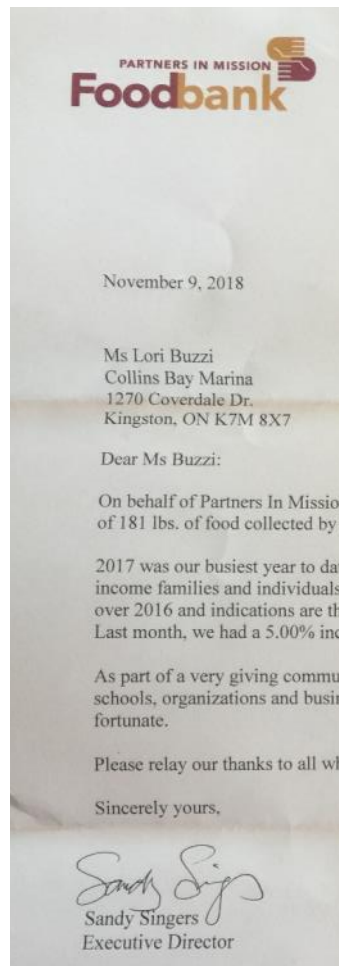 PARTNERS IN MISSION
Foodbank
November 9, 2018
Ms Lori Buzzi
Collins Bay Marina
1270 Coverdale Dr.
Kingston, ON K7M 8X7
Dear Ms Buzzi:
On behalf of Partners In Missio
of 181 lbs. of food collected by
2017 was our busiest year to da
income families and individuals
over 2016 and indications are th
Last month, we had a 5.00% inc
As part of a very giving commu
schools, organizations and busi
fortunate.
Please relay our thanks to all wh
Sincerely yours,
Sandy Sings
Sandy Singers
Executive Director